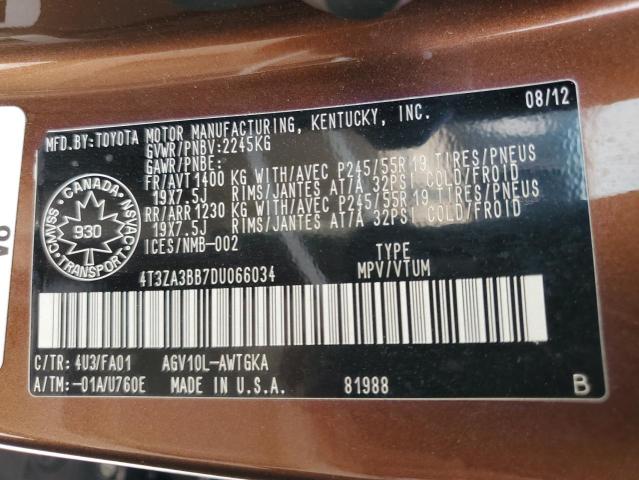 MFD.BY:TOYOTA MOTOR MANUFACTURING, KENTUCKY, INC. 08/12
GVWR/PNBV:2245KG
GAWR/PNBE:
FR/AVT 1400 KG WITH/AVEC P245/55R19 TIRES/PNEUS
19X7.5J RIMS/JANTES AT/A 32PSI COLD/FROID
RR/ARR 1230 KG WITH/AVEC P245/55R19 TIRES/PNEUS
19X7.5J RIMS/JANTES AT/A 32PSI COLD/FROID
ICES/NMB-002
CANADA
CMVSS 930 NSVAC
TRANSPORT
4T3ZA3BB7DU066034
TYPE
MPV/VTUM
C/TR: 4U3/FA01 AGV10L-AWTGKA
A/TM:-01A/U760E MADE IN U.S.A. 81988 B